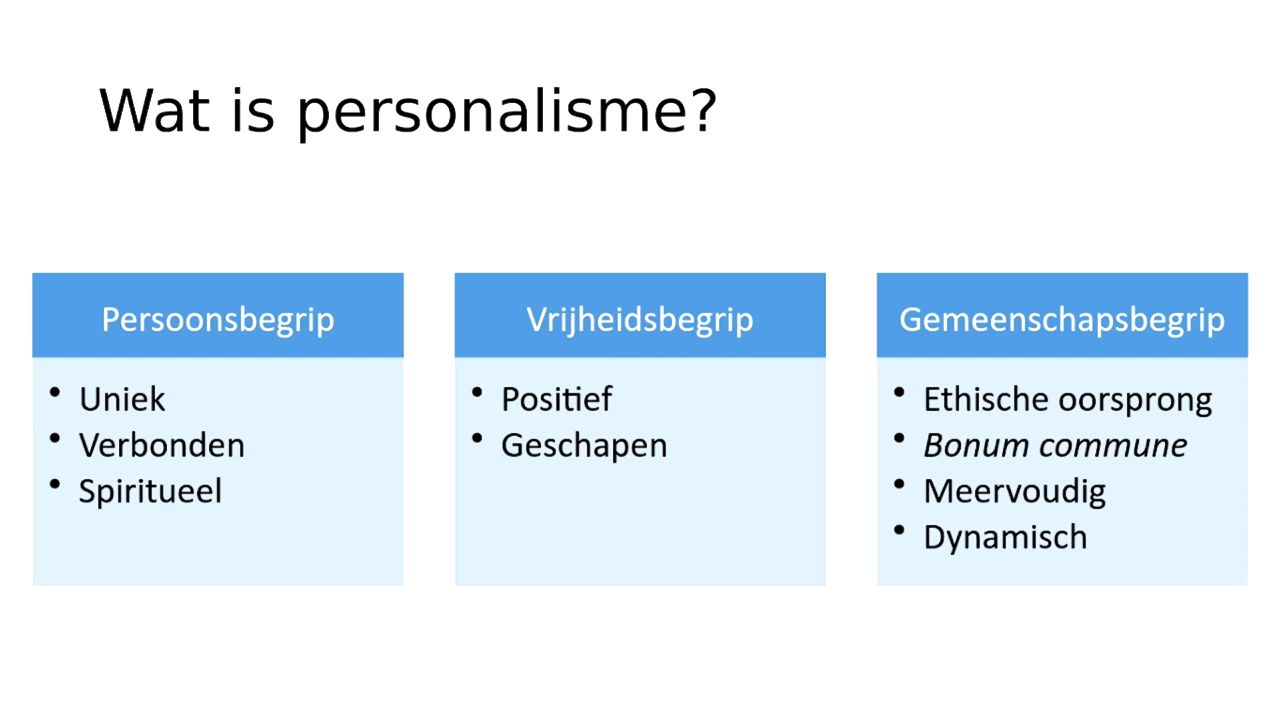 Wat is personalisme?
Persoonsbegrip
• Uniek
• Verbonden
• Spiritueel
Vrijheidsbegrip
• Positief
• Geschapen
Gemeenschapsbegrip
• Ethische oorsprong
• Bonum commune
• Meervoudig
• Dynamisch